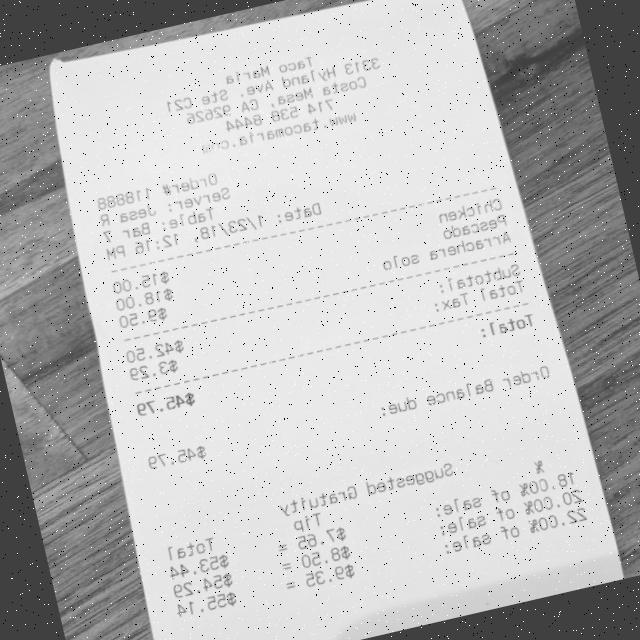 Taco Maria
3313 Hyland Ave. Ste C21
Costa Mesa, CA 92626
714 538 8444
www.tacomaria.com
Order# 118888
Server: Jesa R.
Table: Bar 7
Date: 1/23/18, 12:16 PM
Chicken $15.00
Pescado $18.00
Arrachera solo $9.50
Subtotal: $42.50
Total Tax: $3.29
Total: $45.79
Order Balance due: $45.79
Suggested Gratuity
% Tip Total
18.00% of sale: $7.65 = $53.44
20.00% of sale: $8.50 = $54.29
22.00% of sale: $9.35 = $55.14